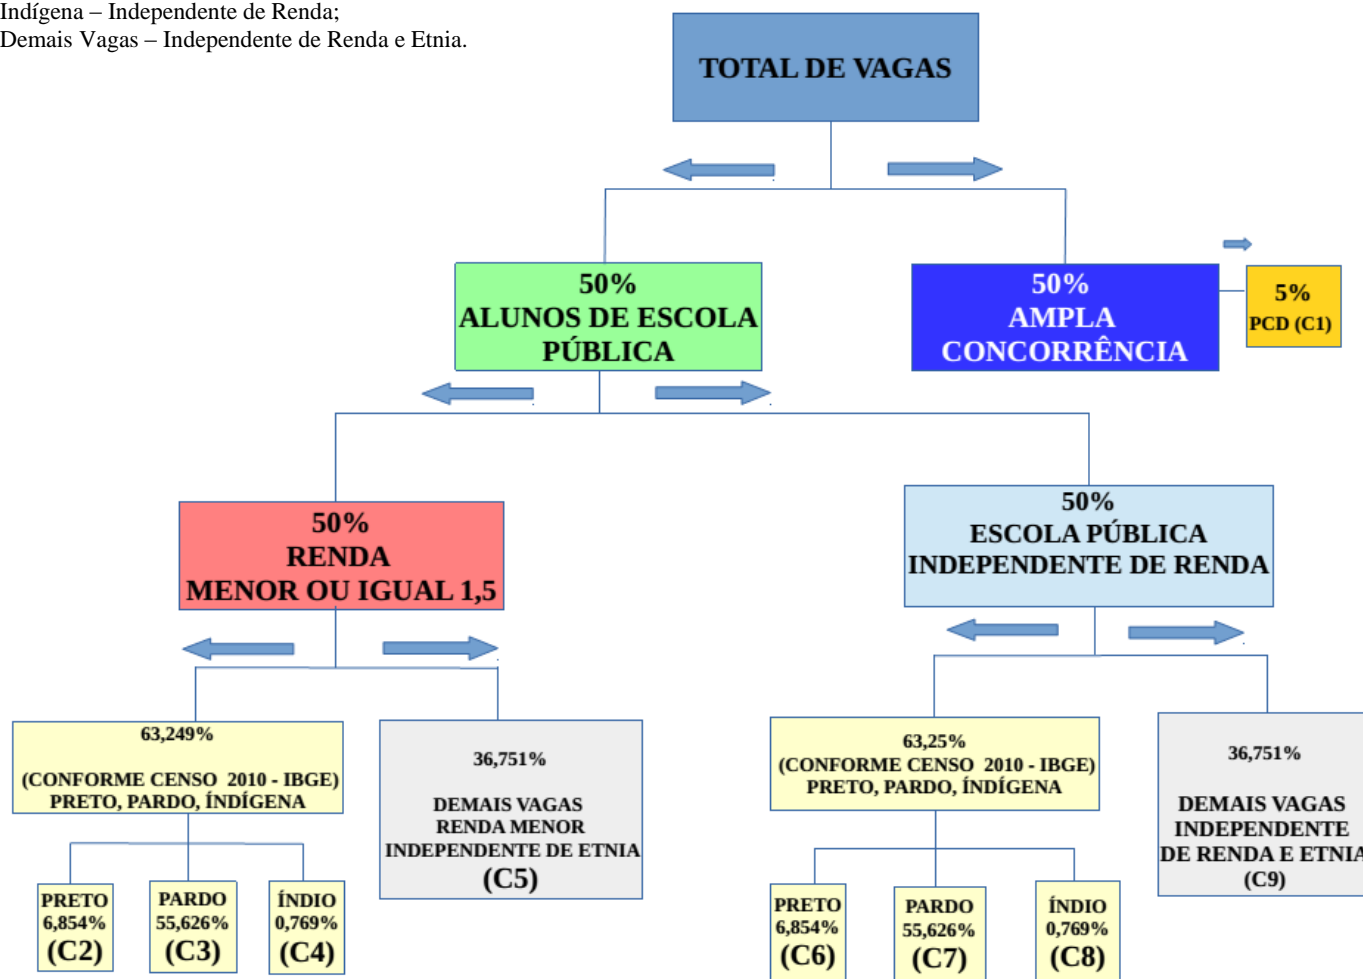 Indígena – Independente de Renda;
Demais Vagas – Independente de Renda e Etnia.
TOTAL DE VAGAS
50%
ALUNOS DE ESCOLA
PÚBLICA
50%
AMPLA
CONCORRÊNCIA
5%
PCD (C1)
50%
RENDA
MENOR OU IGUAL 1,5
50%
ESCOLA PÚBLICA
INDEPENDENTE DE RENDA
63,249%
(CONFORME CENSO 2010 - IBGE)
PRETO, PARDO, ÍNDÍGENA
36,751%
DEMAIS VAGAS
RENDA MENOR
INDEPENDENTE DE ETNIA
(C5)
63,25%
(CONFORME CENSO 2010 - IBGE)
PRETO, PARDO, ÍNDÍGENA
36,751%
DEMAIS VAGAS
INDEPENDENTE
DE RENDA E ETNIA
(C9)
PRETO
6,854%
(C2)
PARDO
55,626%
(C3)
ÍNDIO
0,769%
(C4)
PRETO
6,854%
(C6)
PARDO
55,626%
(C7)
ÍNDIO
0,769%
(C8)